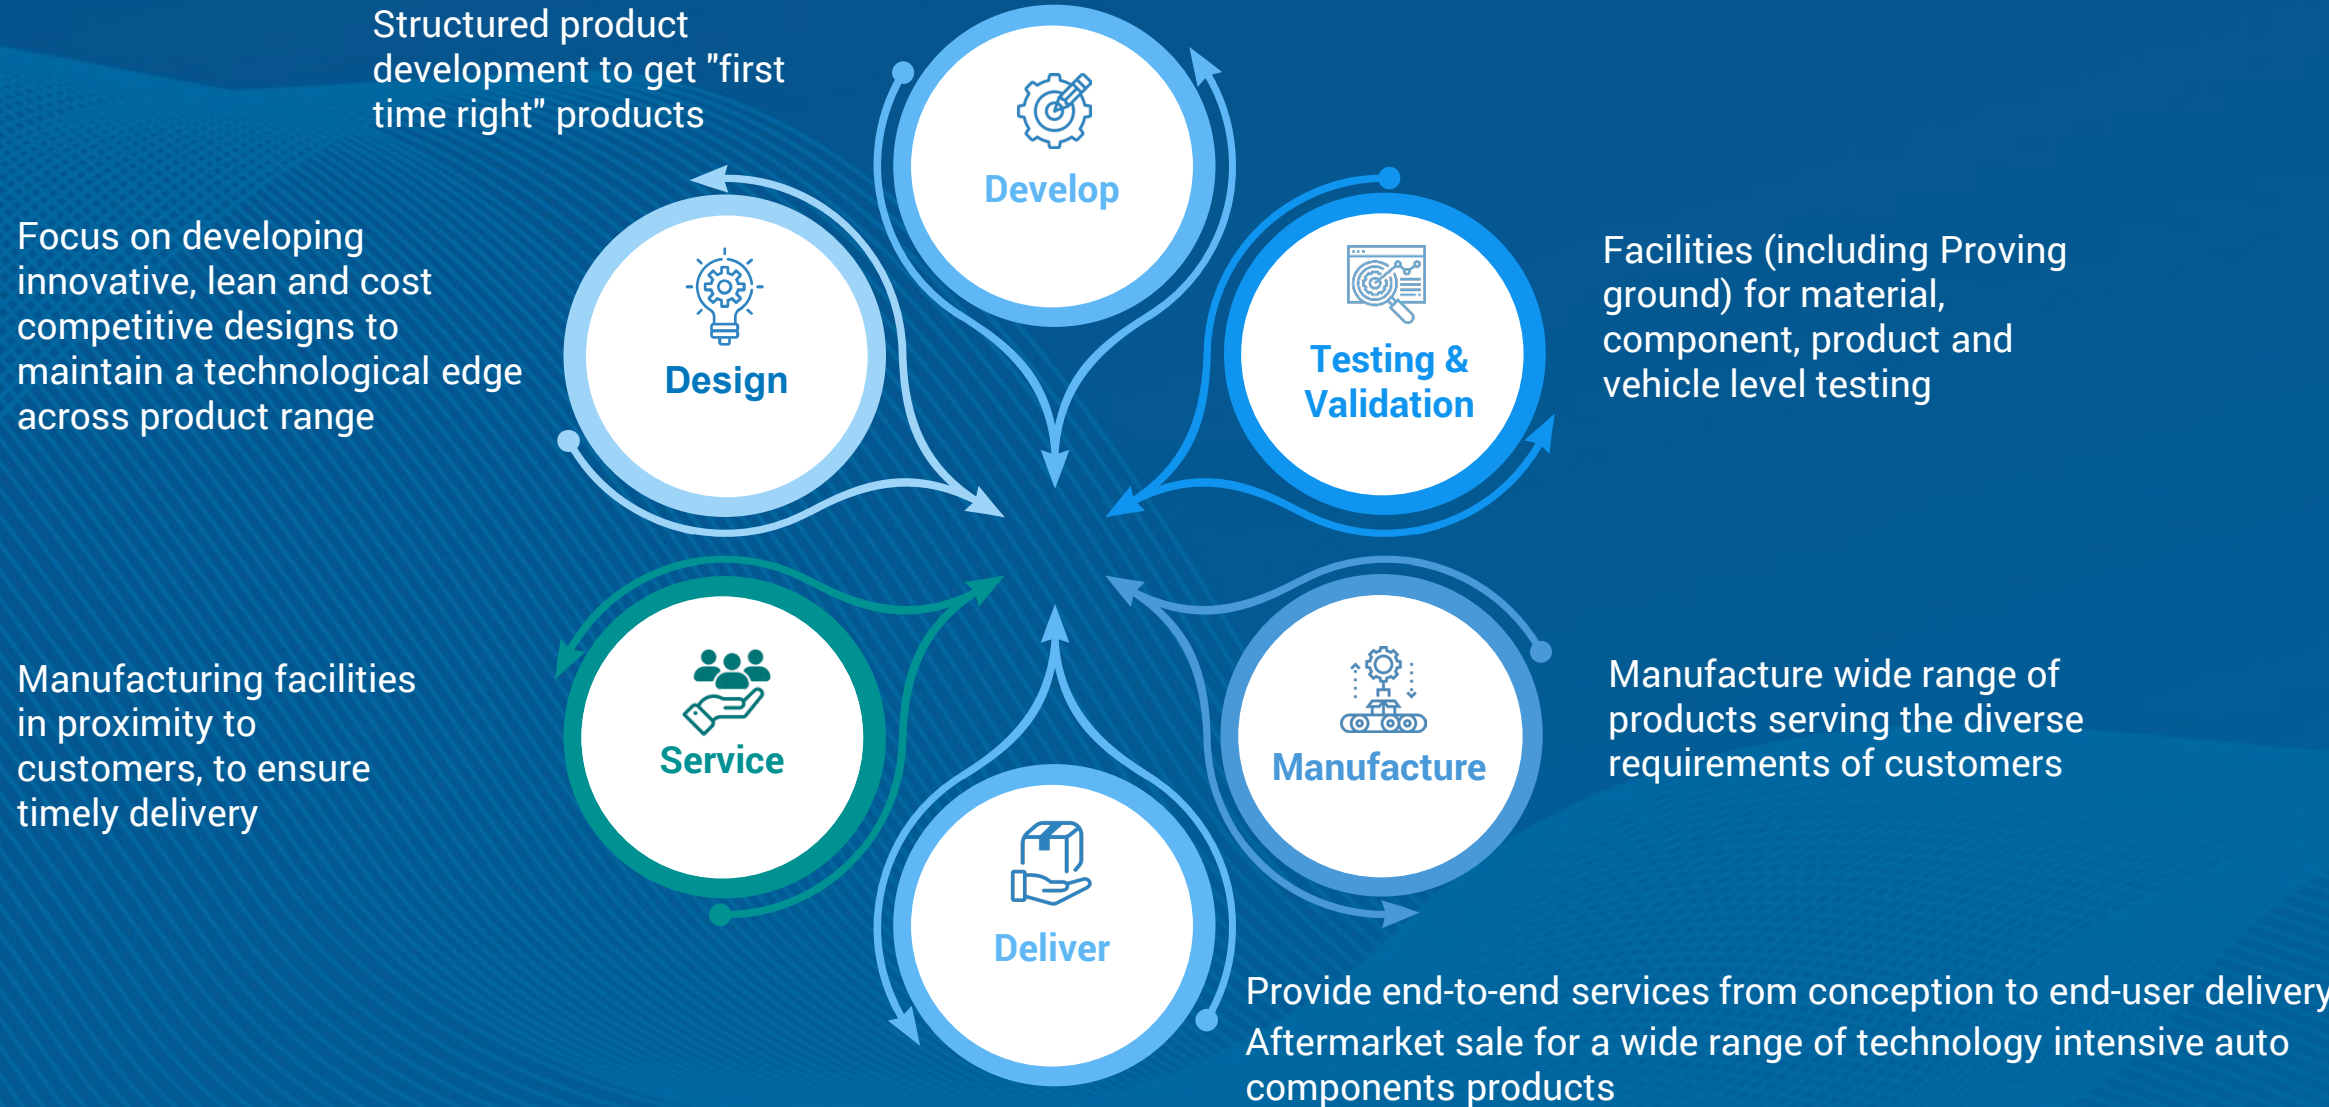 Structured product
development to get "first
time right" products
Develop
Focus on developing
innovative, lean and cost
competitive designs to
maintain a technological edge
across product range
Design
Testing &
Validation
Facilities (including Proving
ground) for material,
component, product and
vehicle level testing
Manufacturing facilities
in proximity to
customers, to ensure
timely delivery
Service
Manufacture
Manufacture wide range of
products serving the diverse
requirements of customers
Deliver
Provide end-to-end services from conception to end-user delivery
Aftermarket sale for a wide range of technology intensive auto
components products